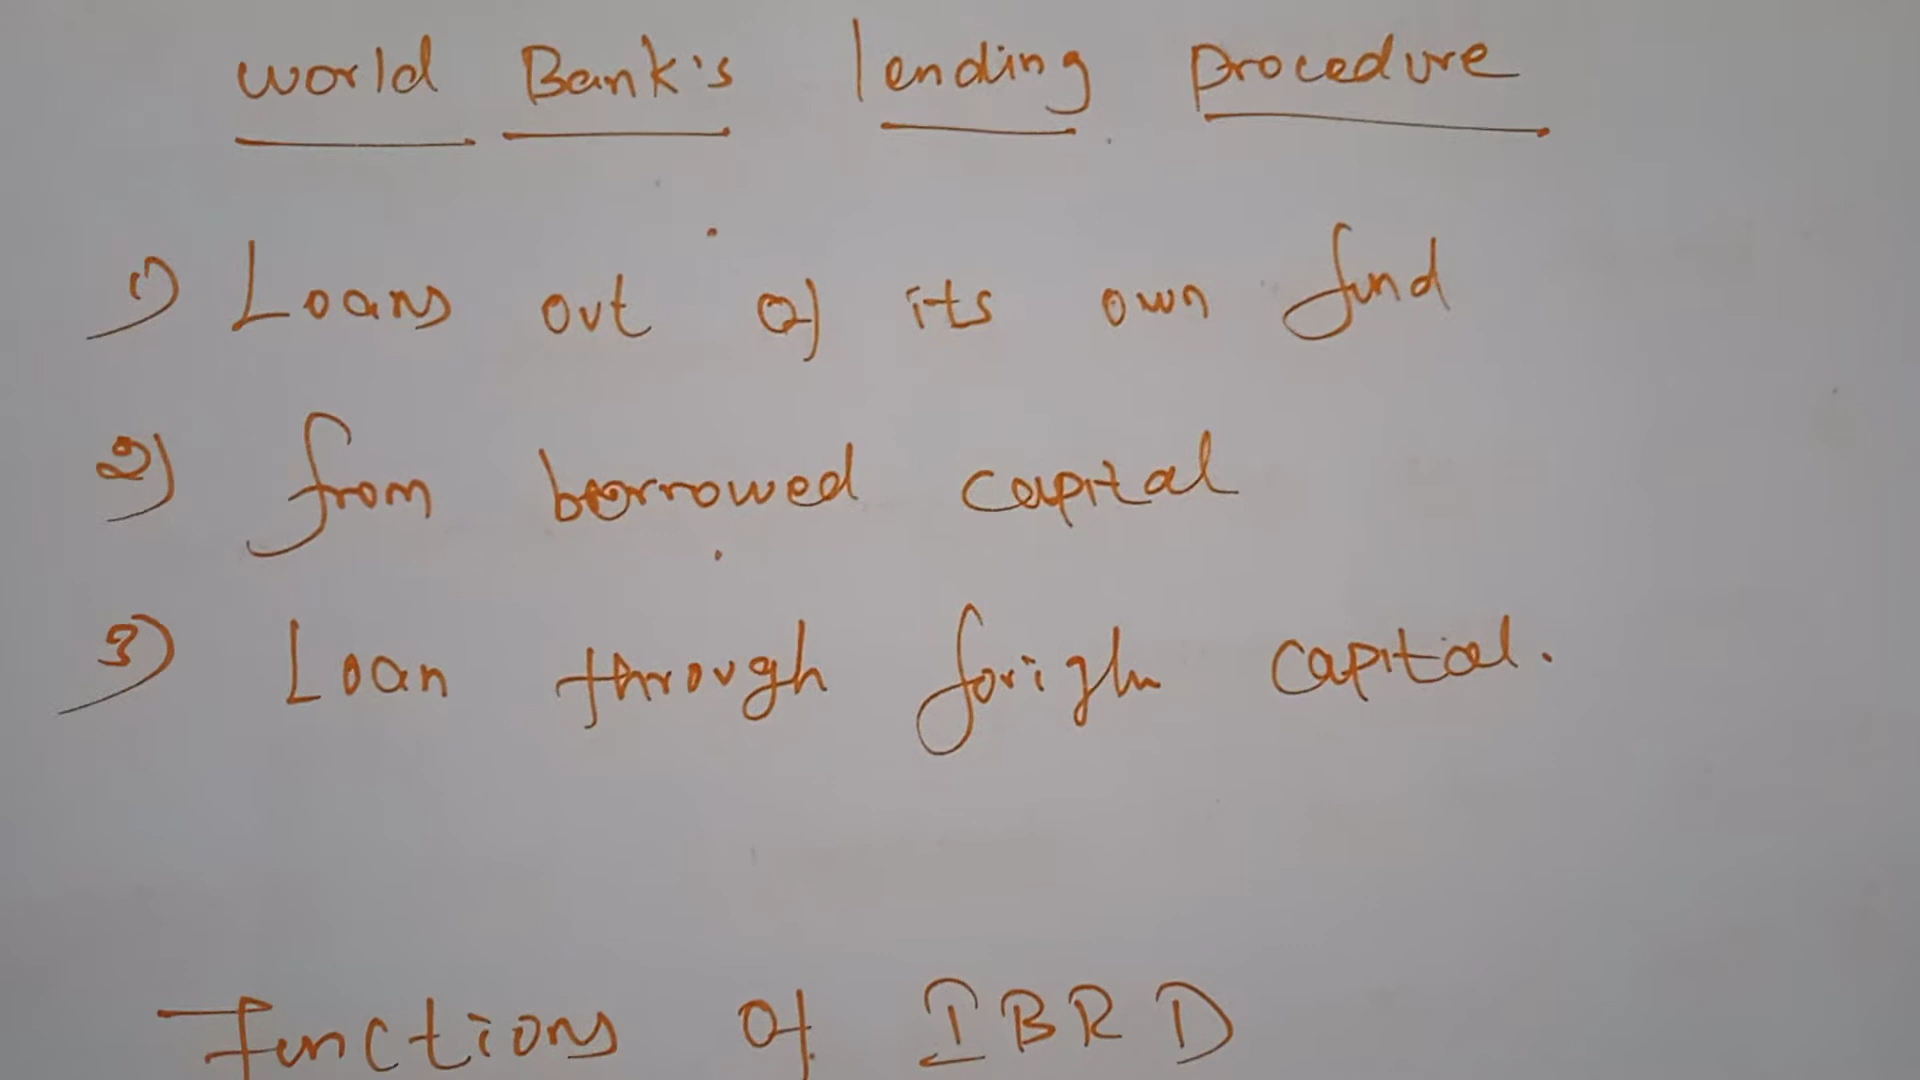 world Bank's lending procedure
1) Loans out of its own fund
2) from borrowed capital
3) Loan through forighn capital.
Functions of IBRD